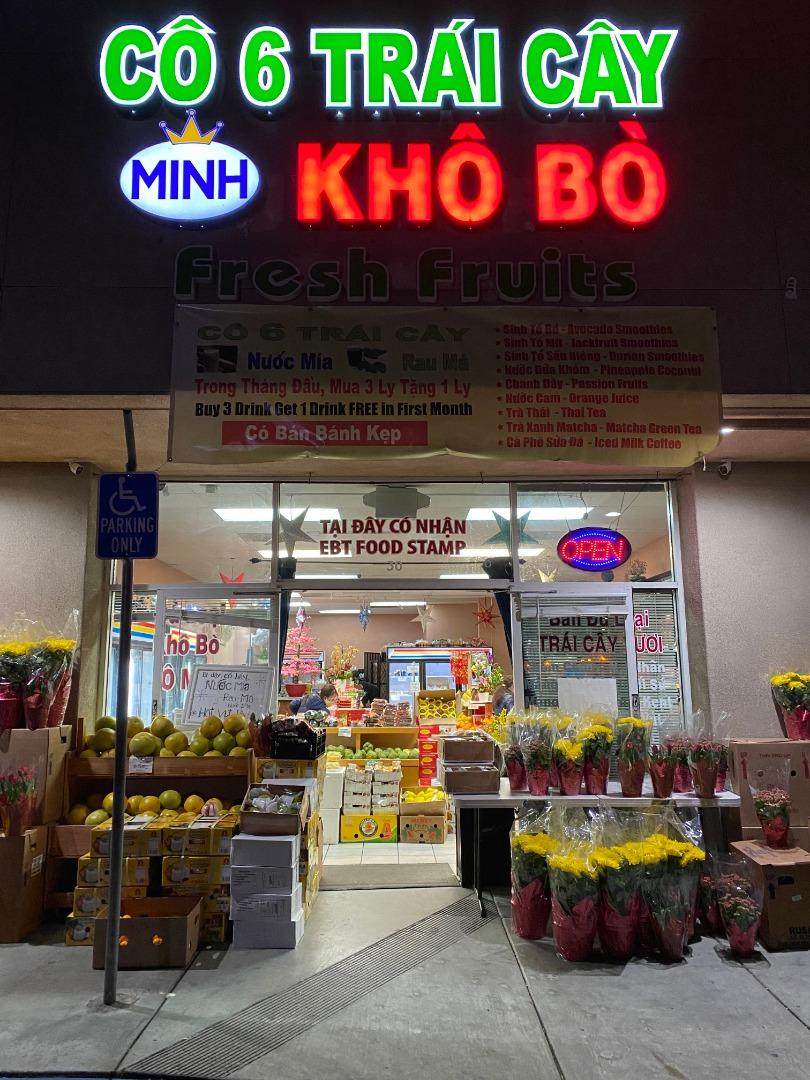 CÔ 6 TRÁI CÂY
MINH
KHÔ BÒ
Fresh Fruits
CÔ 6 TRÁI CÂY
Nước Mía
Rau Má
Trong Tháng Đầu, Mua 3 Ly Tặng 1 Ly
Buy 3 Drink Get 1 Drink FREE in First Month
Có Bán Bánh Kẹp
• Sinh Tố Bơ - Avocado Smoothies
• Sinh Tố Mít - Jackfruit Smoothies
• Sinh Tố Sầu Riêng - Durian Smoothies
• Nước Dừa Khóm - Pineapple Coconut
• Chanh Dây - Passion Fruits
• Nước Cam - Orange Juice
• Trà Thái - Thai Tea
• Trà Xanh Matcha - Matcha Green Tea
• Cà Phê Sữa Đá - Iced Milk Coffee
PARKING
ONLY
TẠI ĐÂY CÓ NHẬN
EBT FOOD STAMP
50
OPEN
Khô Bò
NƯỚC MÍA
Rau Má
TRÁI CÂY